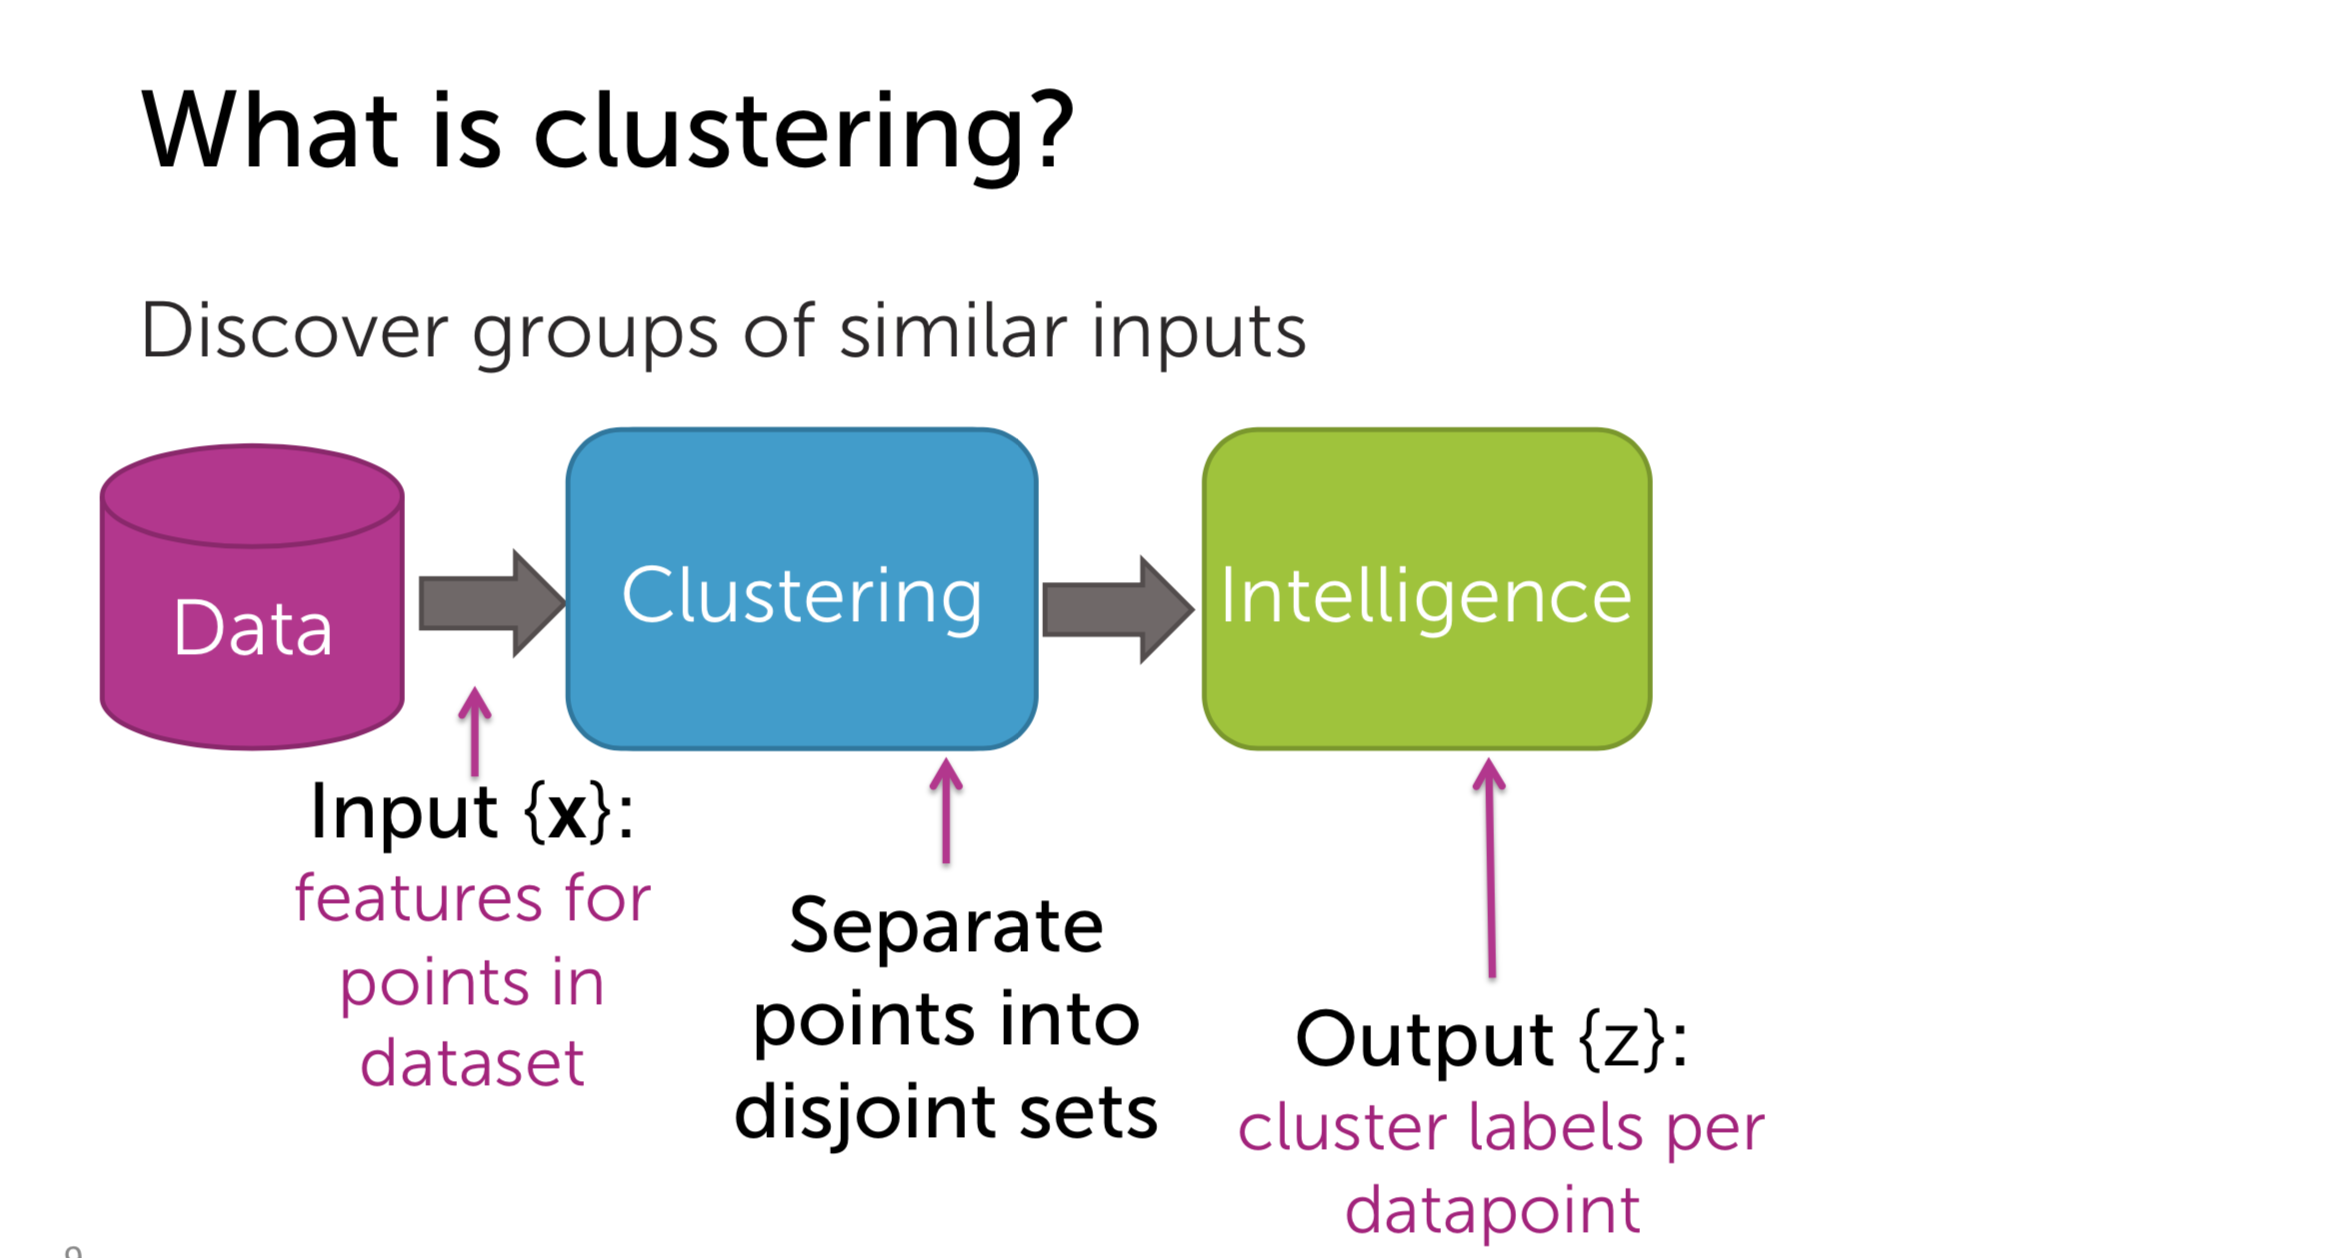 What is clustering?
Discover groups of similar inputs
Data
Clustering
Intelligence
Input {x}:
features for
points in
dataset
Separate
points into
disjoint sets
Output {z}:
cluster labels per
datapoint